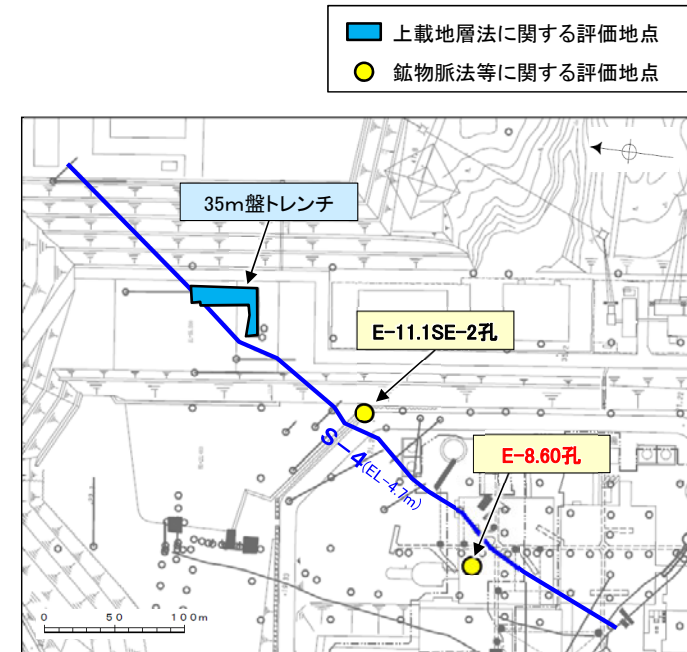 上載地層法に関する評価地点
鉱物脈法等に関する評価地点
35m盤トレンチ
E-11.1SE-2孔
S-4(EL-4.7m)
E-8.60孔
0 50 100m